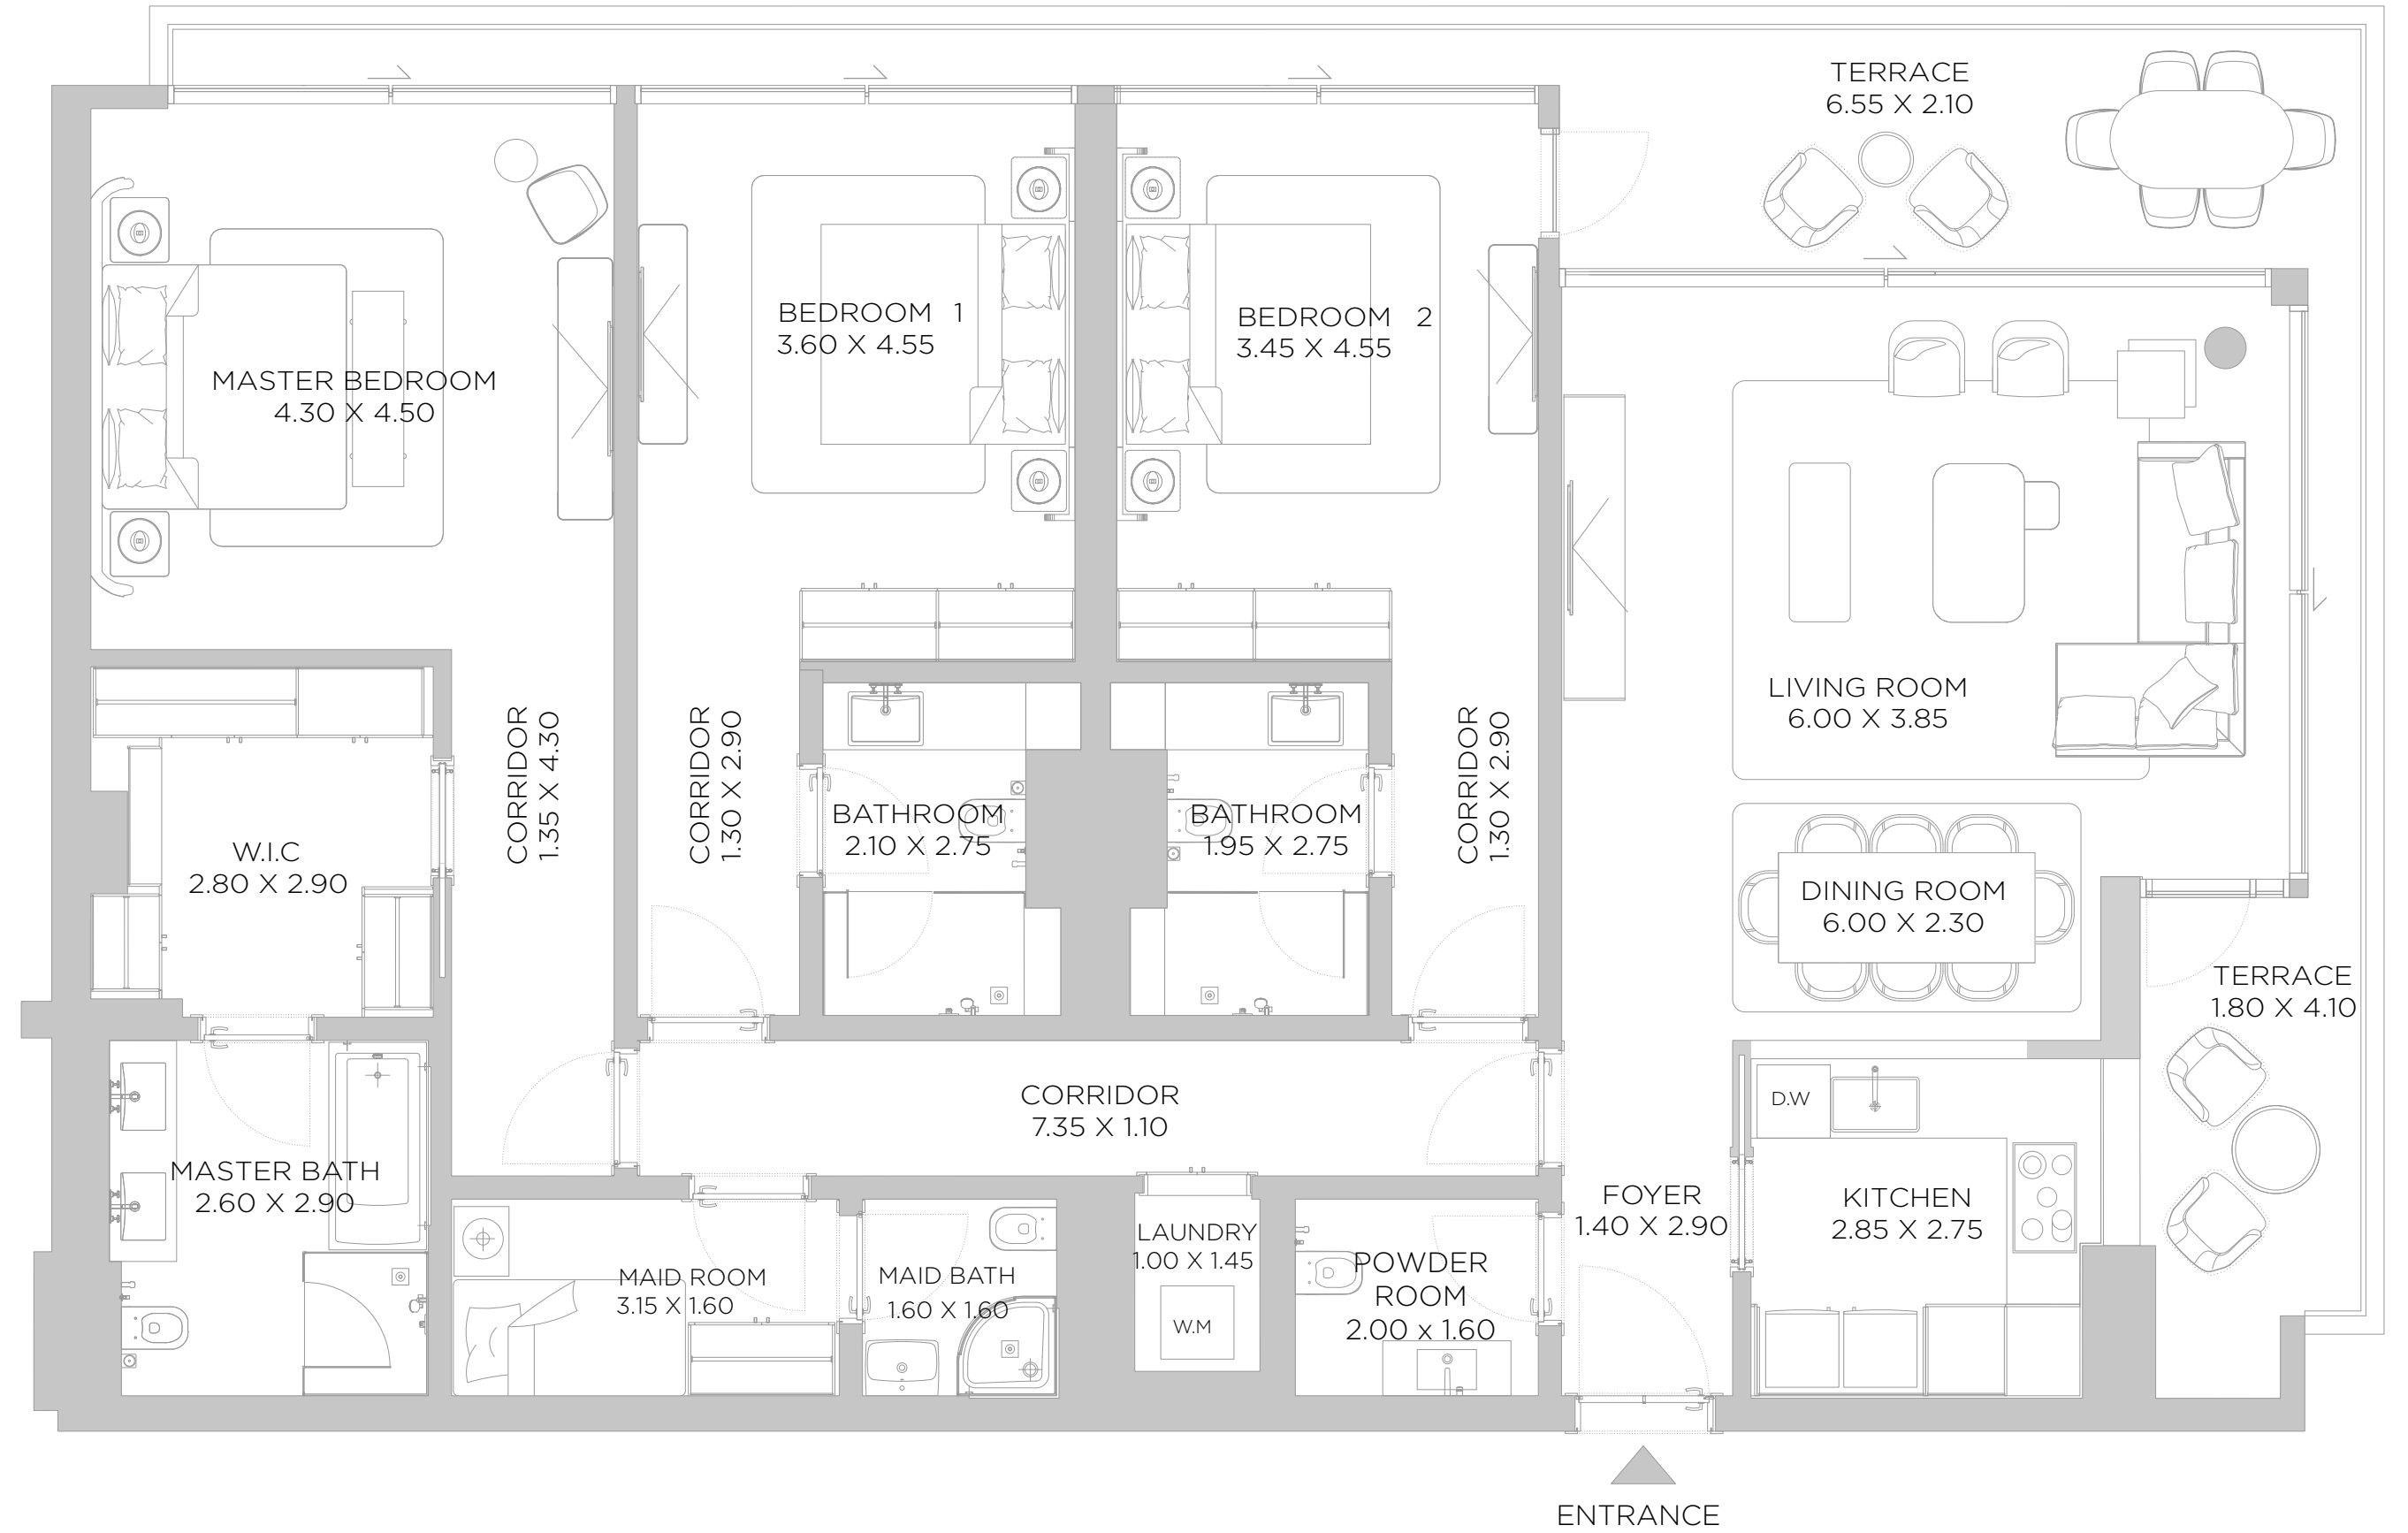 TERRACE
6.55 X 2.10
BEDROOM 1
3.60 X 4.55
BEDROOM 2
3.45 X 4.55
MASTER BEDROOM
4.30 X 4.50
LIVING ROOM
6.00 X 3.85
CORRIDOR
1.35 X 4.30
CORRIDOR
1.30 X 2.90
CORRIDOR
1.30 X 2.90
BATHROOM
2.10 X 2.75
BATHROOM
1.95 X 2.75
W.I.C
2.80 X 2.90
DINING ROOM
6.00 X 2.30
TERRACE
1.80 X 4.10
CORRIDOR
7.35 X 1.10
D.W
MASTER BATH
2.60 X 2.90
FOYER
1.40 X 2.90
KITCHEN
2.85 X 2.75
LAUNDRY
1.00 X 1.45
W.M
MAID ROOM
3.15 X 1.60
MAID BATH
1.60 X 1.60
POWDER
ROOM
2.00 x 1.60
ENTRANCE